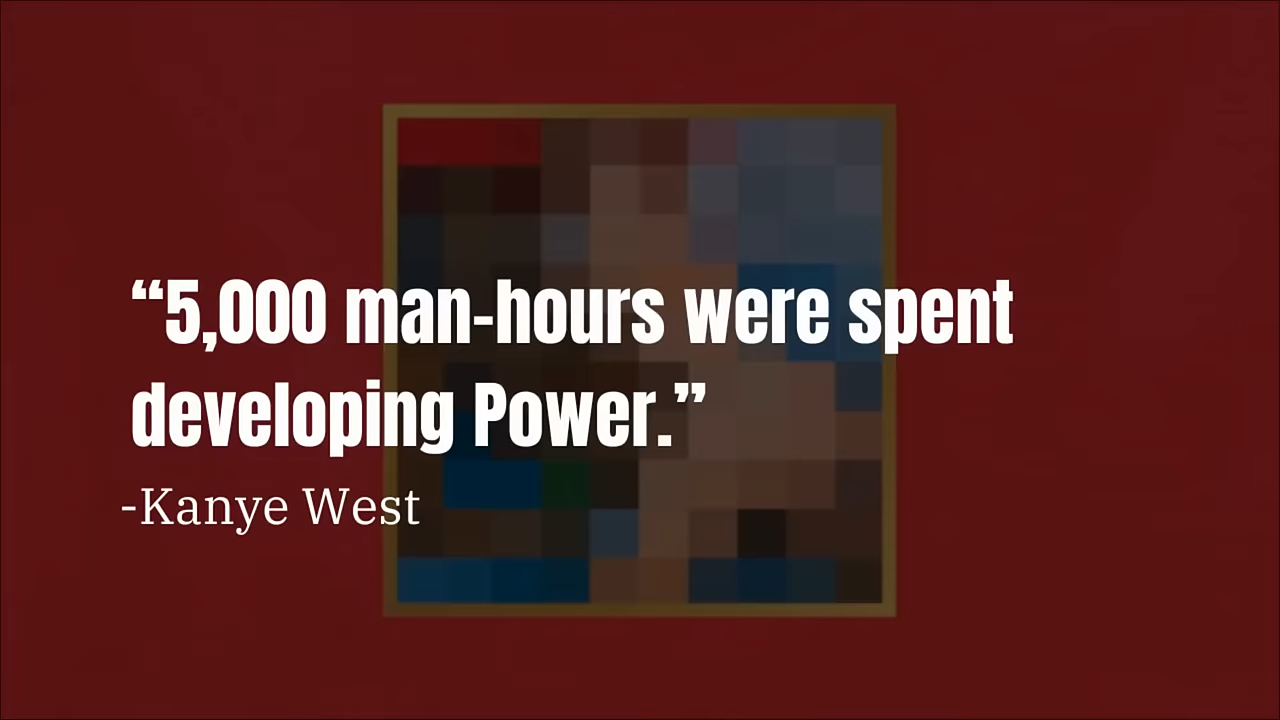 “5,000 man-hours were spent
developing Power.”
-Kanye West